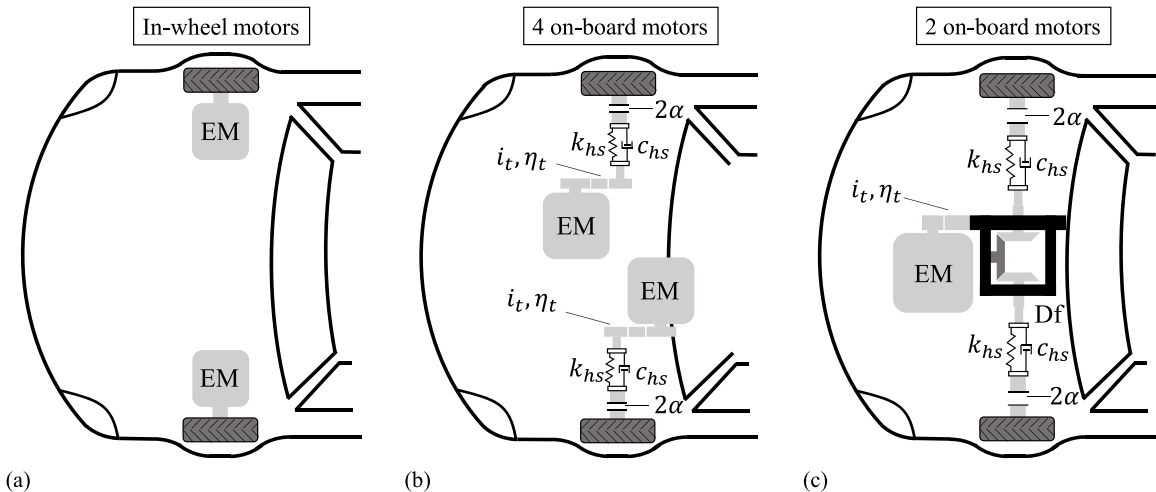 In-wheel motors
EM
EM
(a)
4 on-board motors
2α
k_hs c_hs
i_t, η_t
EM
EM
i_t, η_t
k_hs c_hs
2α
(b)
2 on-board motors
2α
k_hs c_hs
i_t, η_t
EM
Df
k_hs c_hs
2α
(c)